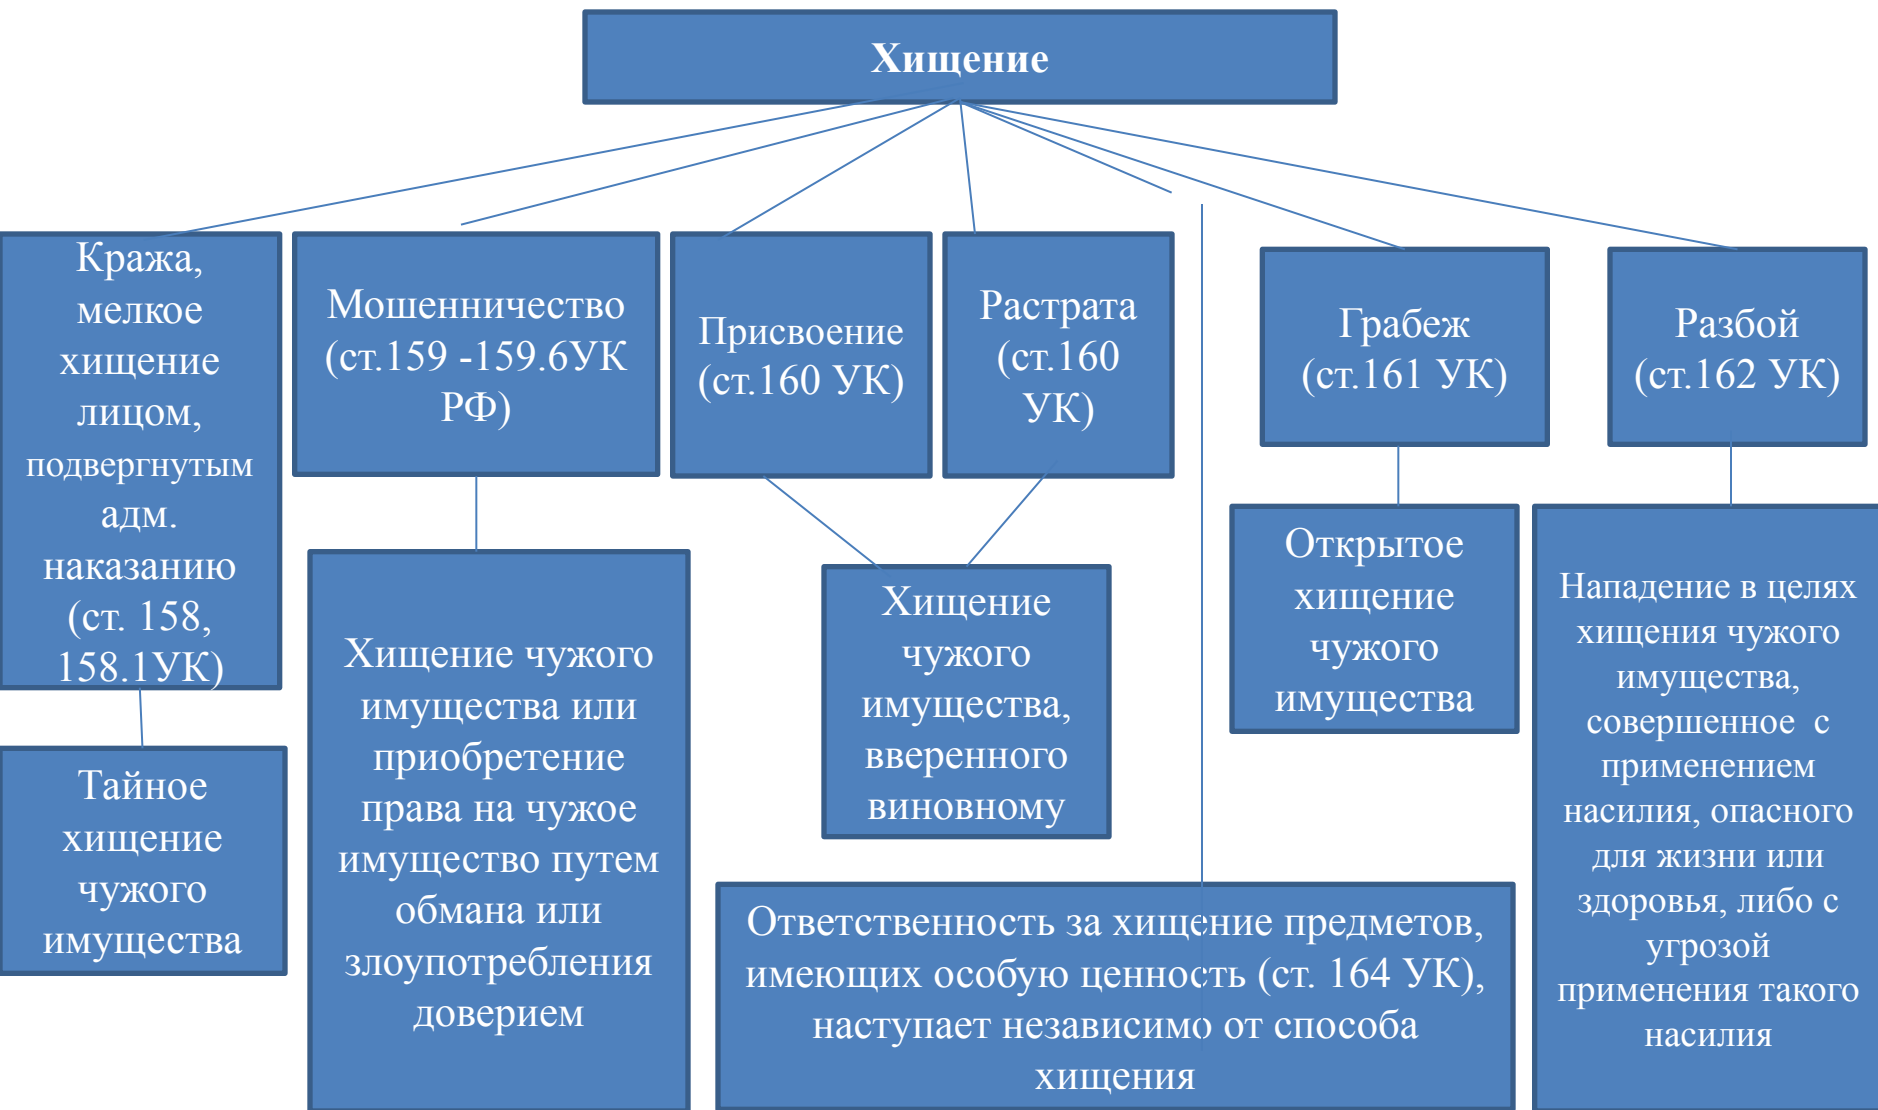 Хищение
Кража,
мелкое
хищение
лицом,
подвергнутым
адм.
наказанию
(ст. 158,
158.1УК)
Мошенничество
(ст.159 -159.6УК
РФ)
Присвоение
(ст.160 УК)
Растрата
(ст.160
УК)
Грабеж
(ст.161 УК)
Разбой
(ст.162 УК)
Тайное
хищение
чужого
имущества
Хищение чужого
имущества или
приобретение
права на чужое
имущество путем
обмана или
злоупотребления
доверием
Хищение
чужого
имущества,
вверенного
виновному
Открытое
хищение
чужого
имущества
Нападение в целях
хищения чужого
имущества,
совершенное  с
применением
насилия, опасного
для жизни или
здоровья, либо с
угрозой
применения такого
насилия
Ответственность за хищение предметов,
имеющих особую ценность (ст. 164 УК),
наступает независимо от способа
хищения